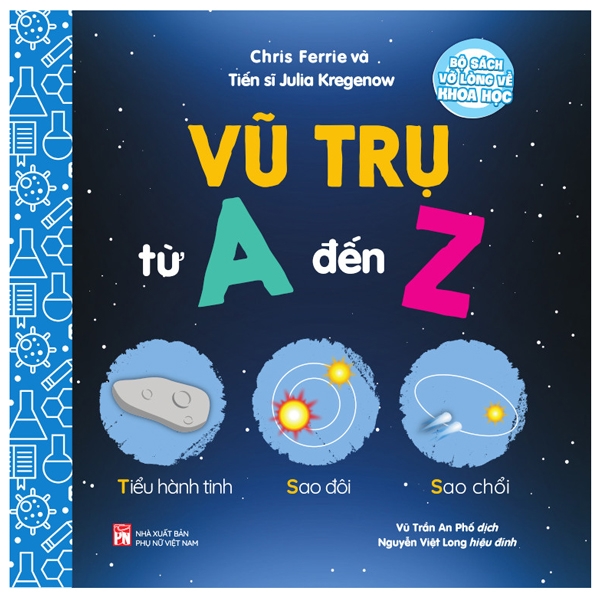 Chris Ferrie và
Tiến sĩ Julia Kregenow
BỘ SÁCH
VỠ LÒNG VỀ
KHOA HỌC
VŨ TRỤ
từ A đến Z
Tiểu hành tinh
Sao đôi
Sao chổi
PN
NHÀ XUẤT BẢN
PHỤ NỮ VIỆT NAM
Vũ Trần An Phố dịch
Nguyễn Việt Long hiệu đính